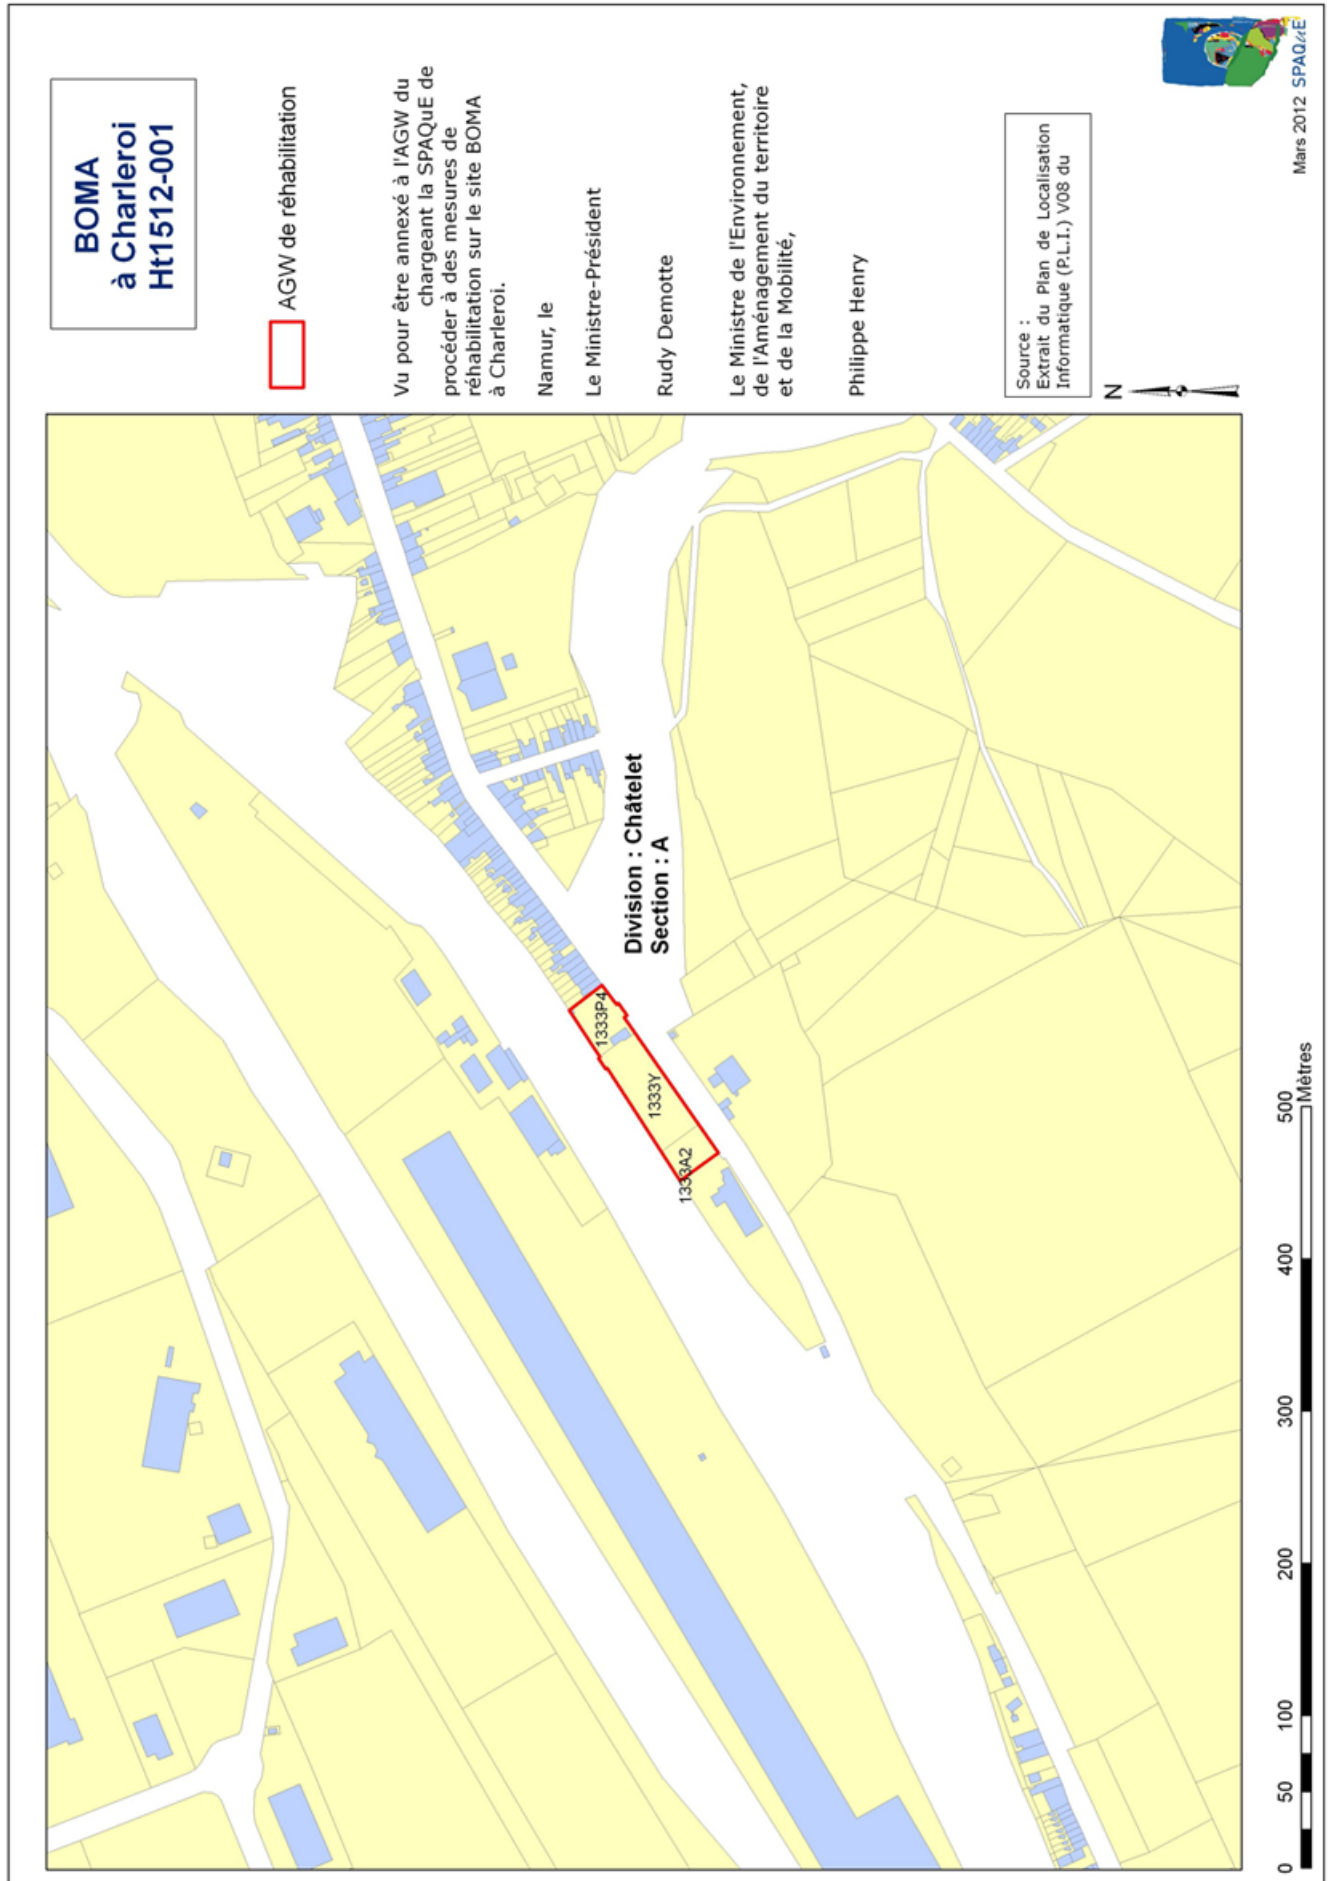 BOMA
à Charleroi
Ht1512-001
AGW de réhabilitation
Vu pour être annexé à l'AGW du
chargeant la SPAQuE de
procéder à des mesures de
réhabilitation sur le site BOMA
à Charleroi.
Namur, le
Le Ministre-Président
Rudy Demotte
Le Ministre de l'Environnement,
de l'Aménagement du territoire
et de la Mobilité,
Philippe Henry
Source :
Extrait du Plan de Localisation
Informatique (P.L.I.) V08 du
N
Mars 2012 SPAQuE
Division : Châtelet
Section : A
1333P4
1333Y
1333A2
0 50 100 200 300 400 500
Mètres